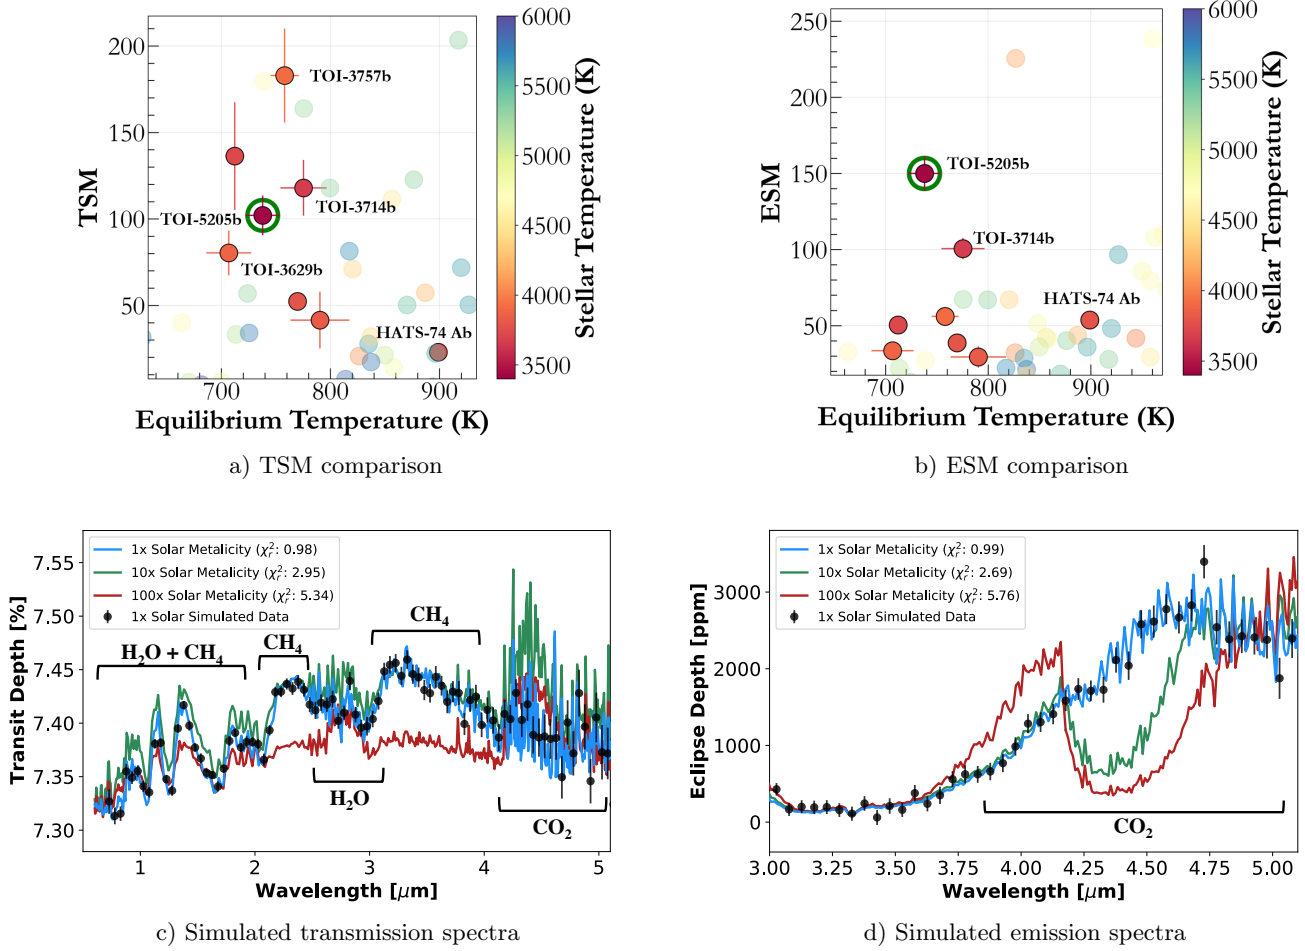 TSM
200
150
100
50
700
800
900
Equilibrium Temperature (K)
TOI-3757b
TOI-3714b
TOI-5205b
TOI-3629b
HATS-74 Ab
6000
5500
5000
4500
4000
3500
Stellar Temperature (K)
a) TSM comparison
ESM
250
200
150
100
50
700
800
900
Equilibrium Temperature (K)
TOI-5205b
TOI-3714b
HATS-74 Ab
6000
5500
5000
4500
4000
3500
Stellar Temperature (K)
b) ESM comparison
Transit Depth [%]
7.55
7.50
7.45
7.40
7.35
7.30
1x Solar Metalicity (χ²ᵣ: 0.98)
10x Solar Metalicity (χ²ᵣ: 2.95)
100x Solar Metalicity (χ²ᵣ: 5.34)
1x Solar Simulated Data
H₂O + CH₄
CH₄
CH₄
H₂O
CO₂
1
2
3
4
5
Wavelength [μm]
c) Simulated transmission spectra
Eclipse Depth [ppm]
3000
2000
1000
0
1x Solar Metalicity (χ²ᵣ: 0.99)
10x Solar Metalicity (χ²ᵣ: 2.69)
100x Solar Metalicity (χ²ᵣ: 5.76)
1x Solar Simulated Data
CO₂
3.00
3.25
3.50
3.75
4.00
4.25
4.50
4.75
5.00
Wavelength [μm]
d) Simulated emission spectra